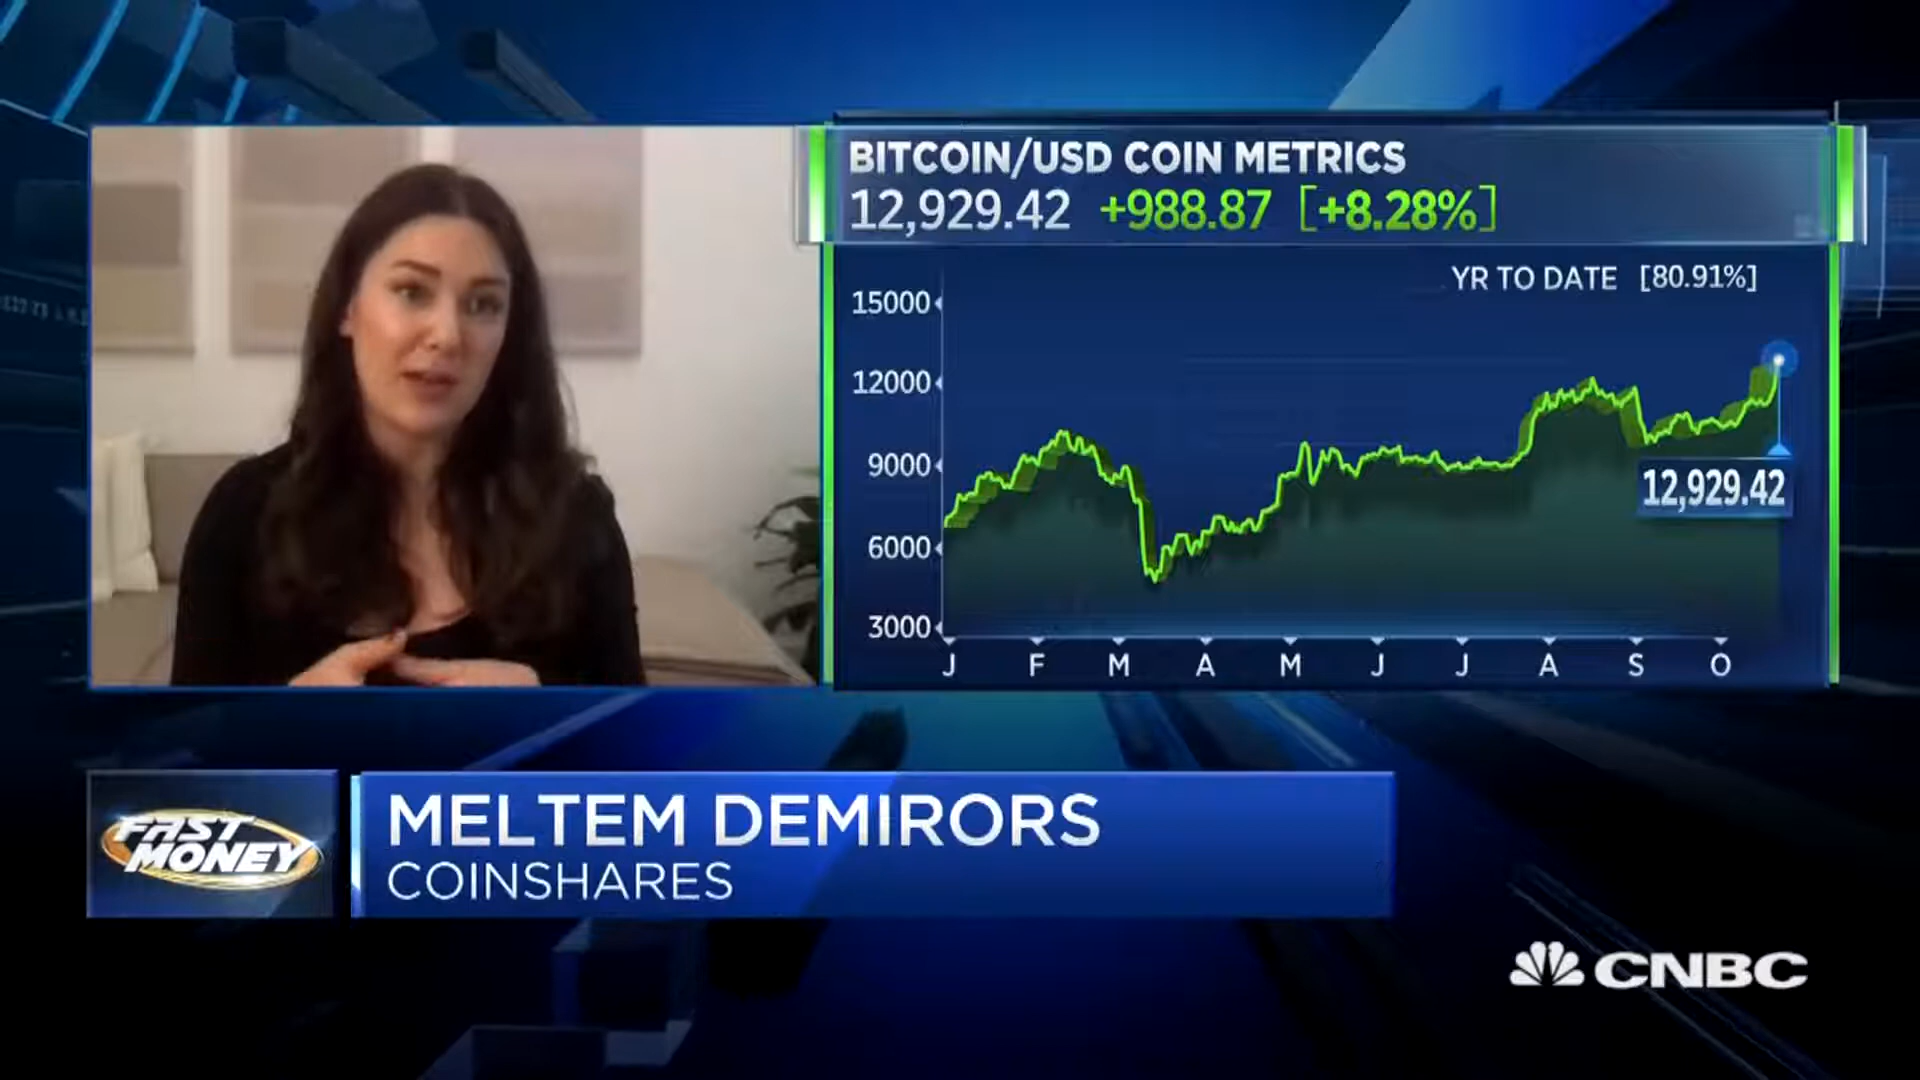 BITCOIN/USD COIN METRICS
12,929.42 +988.87 [+8.28%]
YR TO DATE [80.91%]
15000
12000
9000
6000
3000
12,929.42
J F M A M J J A S O
FAST
MONEY
MELTEM DEMIRORS
COINSHARES
CNBC